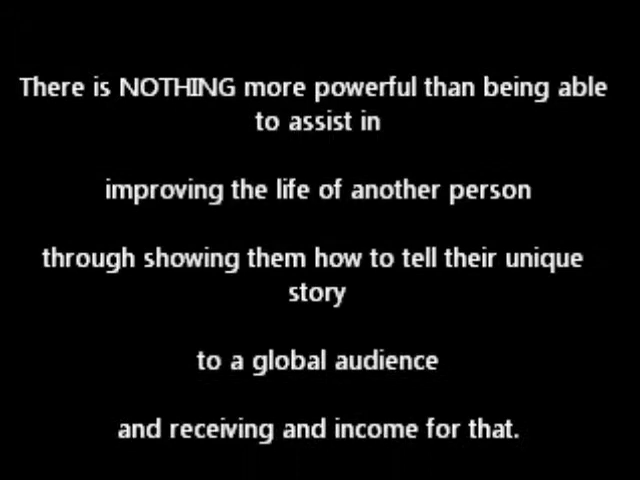 There is NOTHING more powerful than being able
to assist in
improving the life of another person
through showing them how to tell their unique
story
to a global audience
and receiving and income for that.